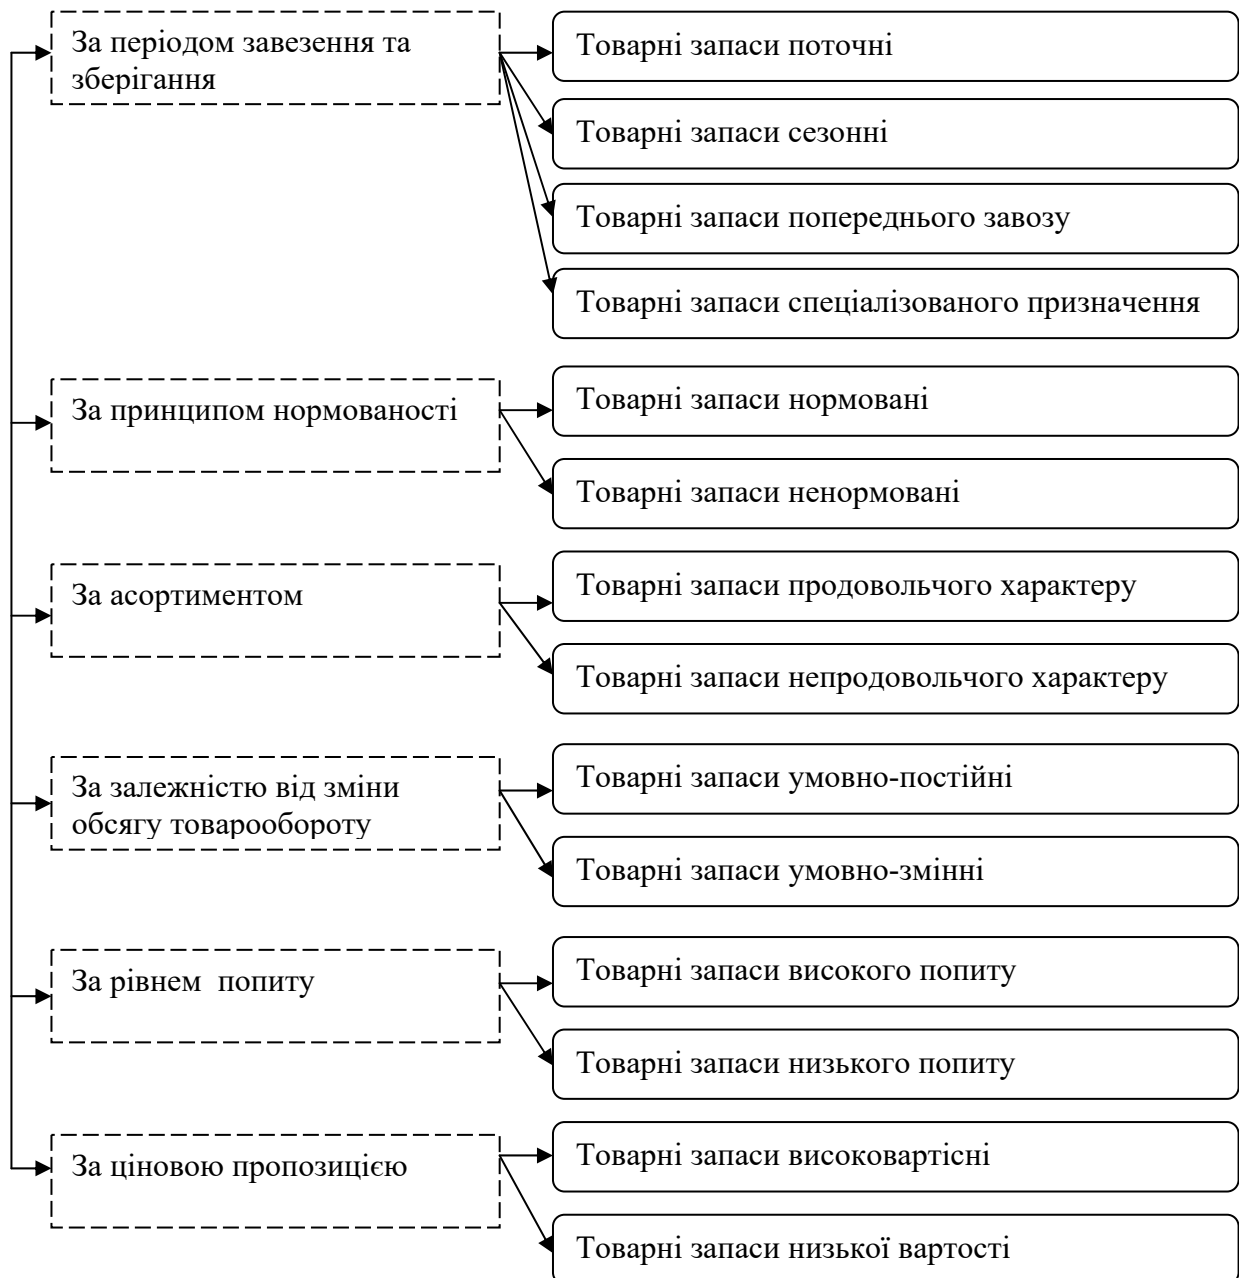 За періодом завезення та
зберігання
Товарні запаси поточні
Товарні запаси сезонні
Товарні запаси попереднього завозу
Товарні запаси спеціалізованого призначення
За принципом нормованості
Товарні запаси нормовані
Товарні запаси ненормовані
За асортиментом
Товарні запаси продовольчого характеру
Товарні запаси непродовольчого характеру
За залежністю від зміни
обсягу товарообороту
Товарні запаси умовно-постійні
Товарні запаси умовно-змінні
За рівнем  попиту
Товарні запаси високого попиту
Товарні запаси низького попиту
За ціновою пропозицією
Товарні запаси високовартісні
Товарні запаси низької вартості